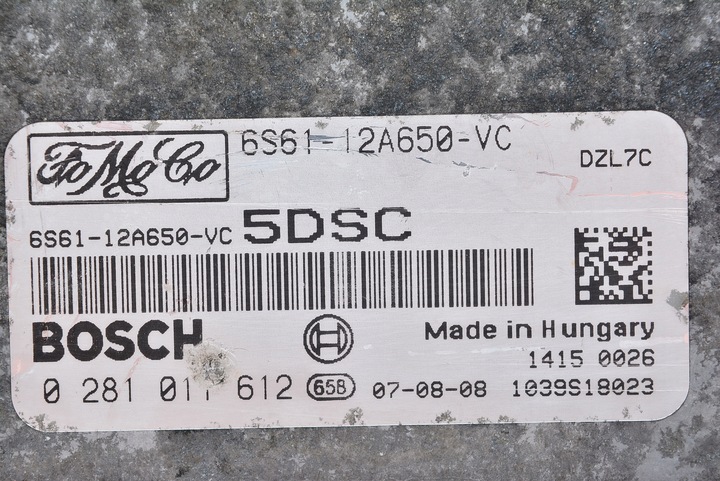 FoMoCo 6S61-12A650-VC DZL7C
6S61-12A650-VC 5DSC
BOSCH Made in Hungary
1415 0026
0 281 011 612 658 07-08-08 1039S18023